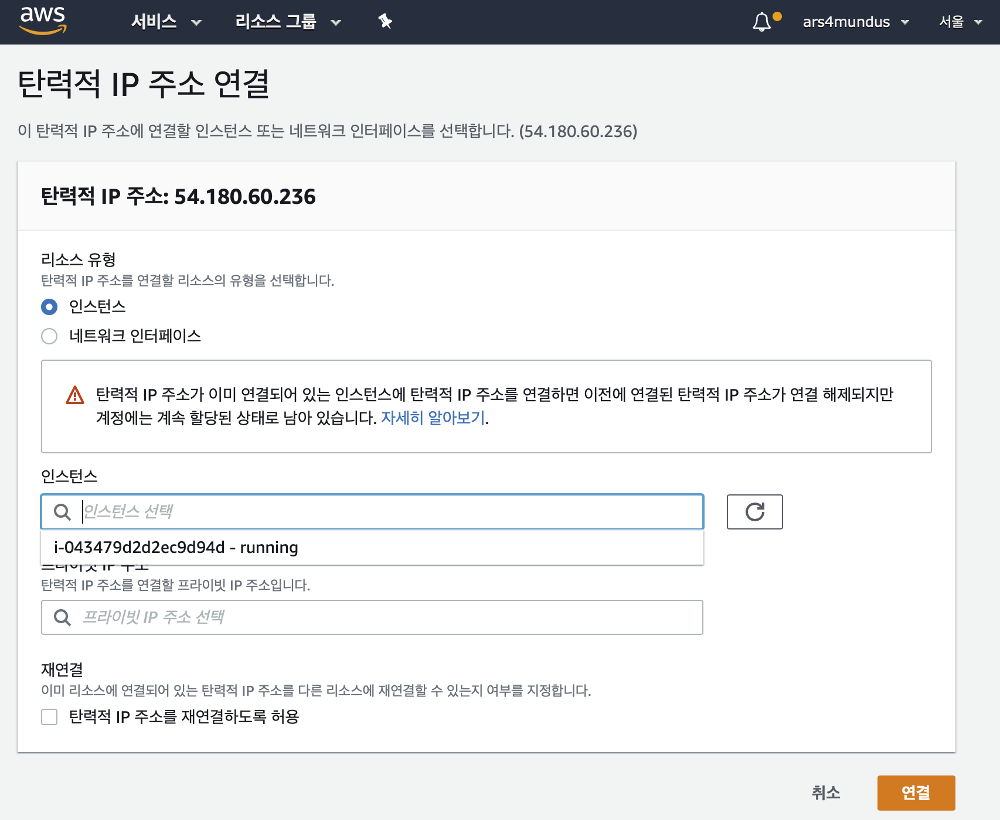 aws 서비스 리소스 그룹 ars4mundus 서울
탄력적 IP 주소 연결
이 탄력적 IP 주소에 연결할 인스턴스 또는 네트워크 인터페이스를 선택합니다. (54.180.60.236)
탄력적 IP 주소: 54.180.60.236
리소스 유형
탄력적 IP 주소를 연결할 리소스의 유형을 선택합니다.
인스턴스
네트워크 인터페이스
탄력적 IP 주소가 이미 연결되어 있는 인스턴스에 탄력적 IP 주소를 연결하면 이전에 연결된 탄력적 IP 주소가 연결 해제되지만
계정에는 계속 할당된 상태로 남아 있습니다. 자세히 알아보기.
인스턴스
인스턴스 선택
i-043479d2d2ec9d94d - running
프라이빗 IP 주소
탄력적 IP 주소를 연결할 프라이빗 IP 주소입니다.
프라이빗 IP 주소 선택
재연결
이미 리소스에 연결되어 있는 탄력적 IP 주소를 다른 리소스에 재연결할 수 있는지 여부를 지정합니다.
탄력적 IP 주소를 재연결하도록 허용
취소 연결